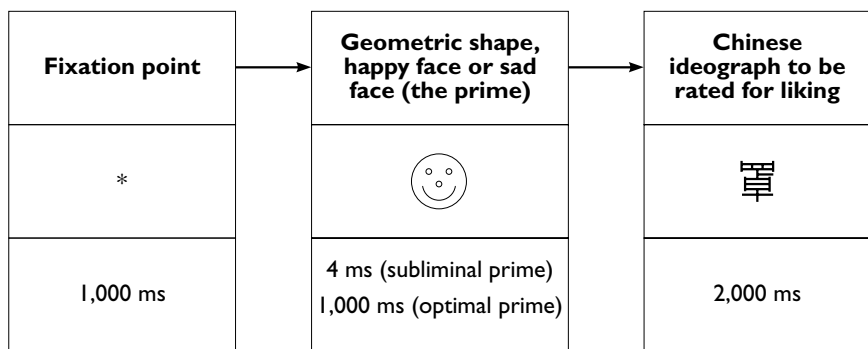 Fixation point
Geometric shape,
happy face or sad
face (the prime)
Chinese
ideograph to be
rated for liking
*
1,000 ms
4 ms (subliminal prime)
1,000 ms (optimal prime)
2,000 ms